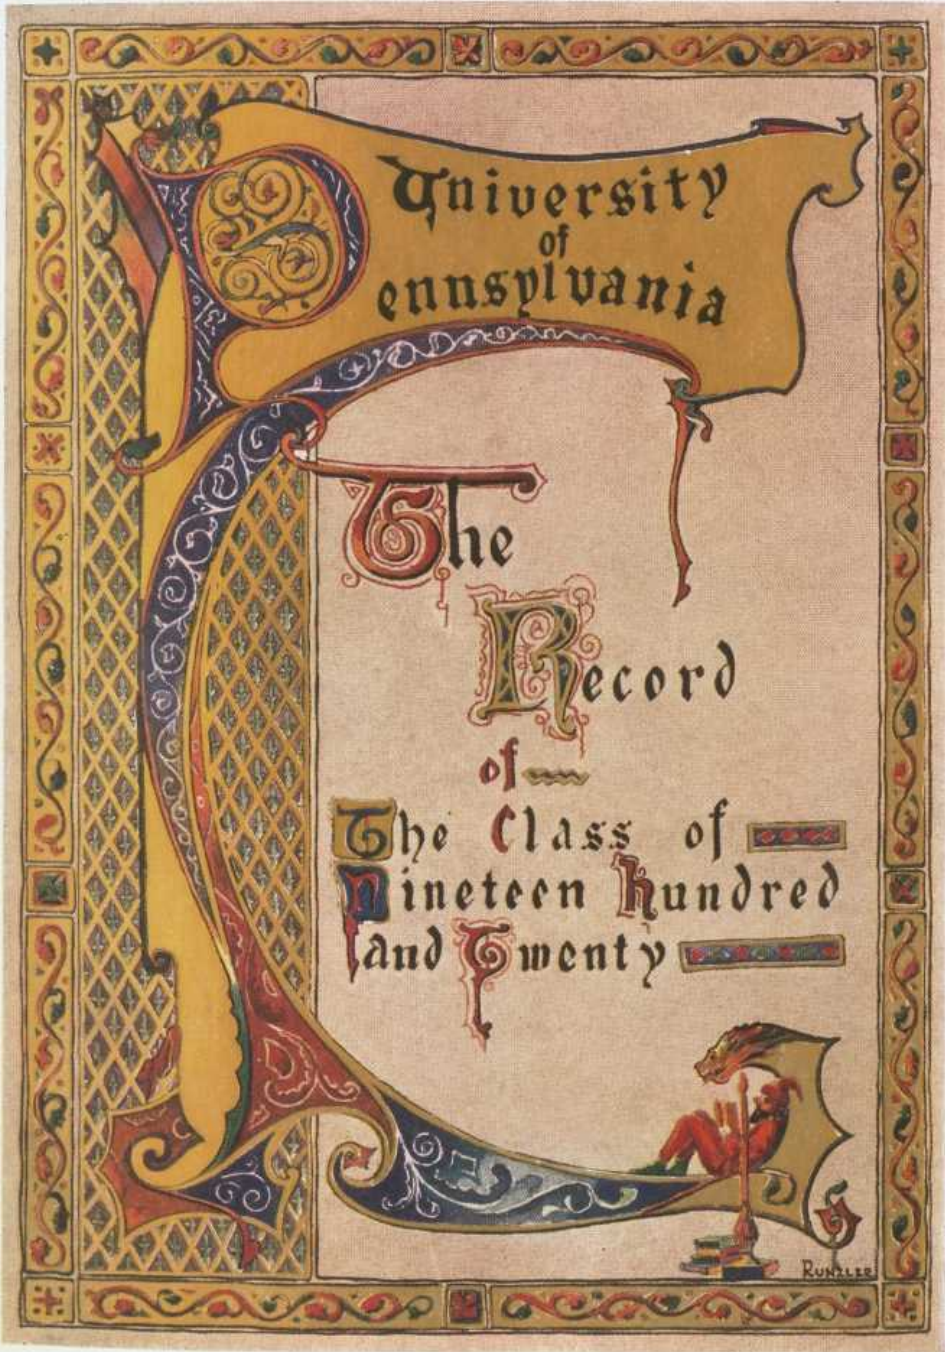 University
of
Pennsylvania
The
Record
of
The Class of
Nineteen Hundred
and Twenty
RUNZLER